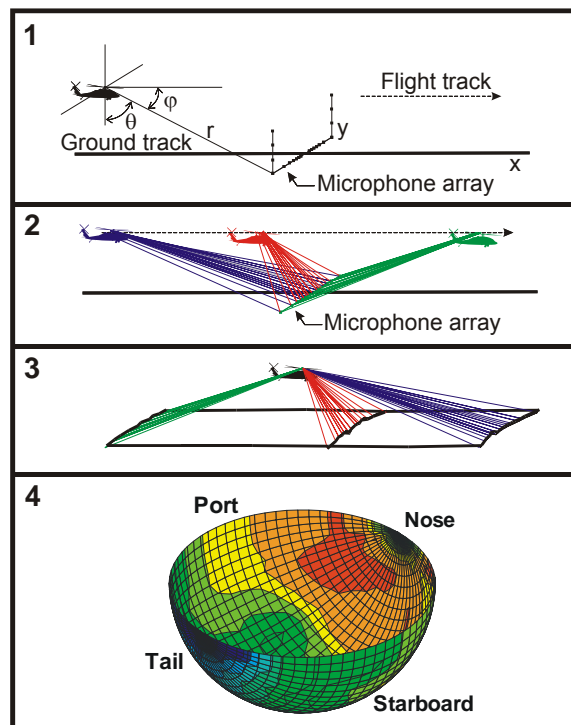 1
Flight track
φ
θ
Ground track
r
y
x
Microphone array
2
Microphone array
3
4
Port
Nose
Tail
Starboard